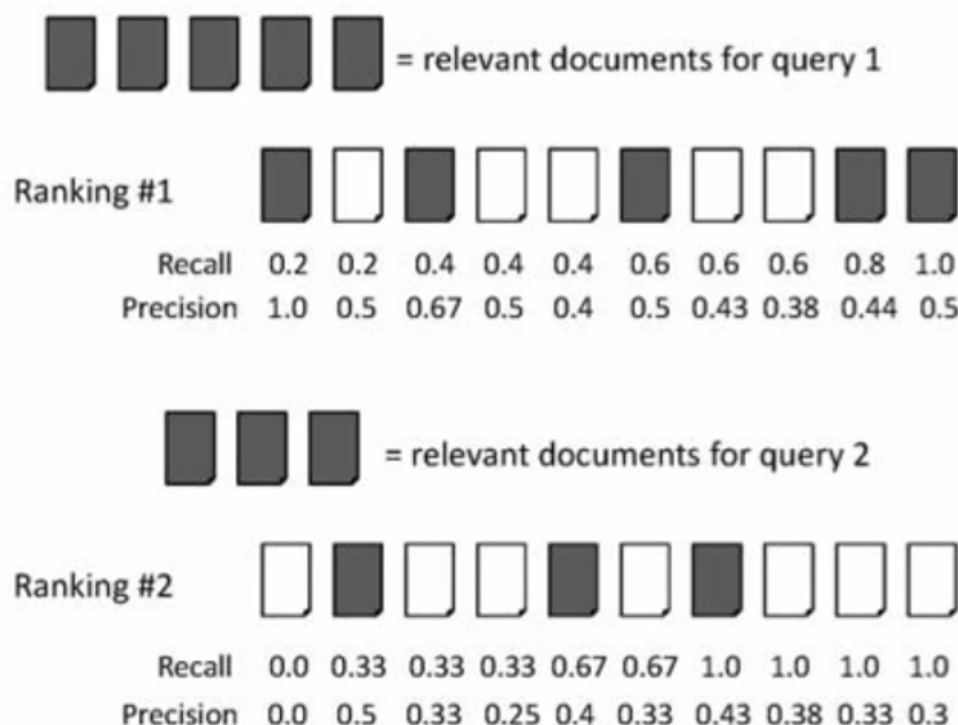 = relevant documents for query 1
Ranking #1
Recall 0.2 0.2 0.4 0.4 0.4 0.6 0.6 0.6 0.8 1.0
Precision 1.0 0.5 0.67 0.5 0.4 0.5 0.43 0.38 0.44 0.5
= relevant documents for query 2
Ranking #2
Recall 0.0 0.33 0.33 0.33 0.67 0.67 1.0 1.0 1.0 1.0
Precision 0.0 0.5 0.33 0.25 0.4 0.33 0.43 0.38 0.33 0.3